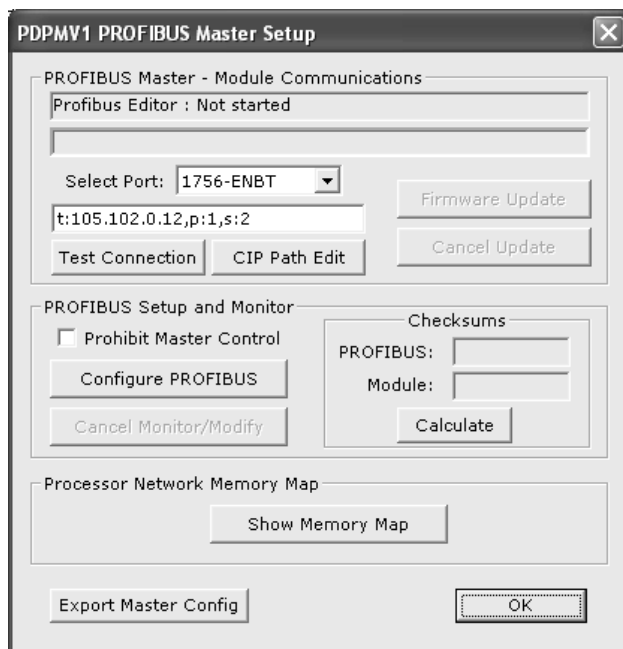 PDPMV1 PROFIBUS Master Setup
PROFIBUS Master - Module Communications
Profibus Editor : Not started
Select Port: 1756-ENBT
Firmware Update
t:105.102.0.12,p:1,s:2
Test Connection CIP Path Edit Cancel Update
PROFIBUS Setup and Monitor
Prohibit Master Control
Configure PROFIBUS
Cancel Monitor/Modify
Checksums
PROFIBUS:
Module:
Calculate
Processor Network Memory Map
Show Memory Map
Export Master Config OK